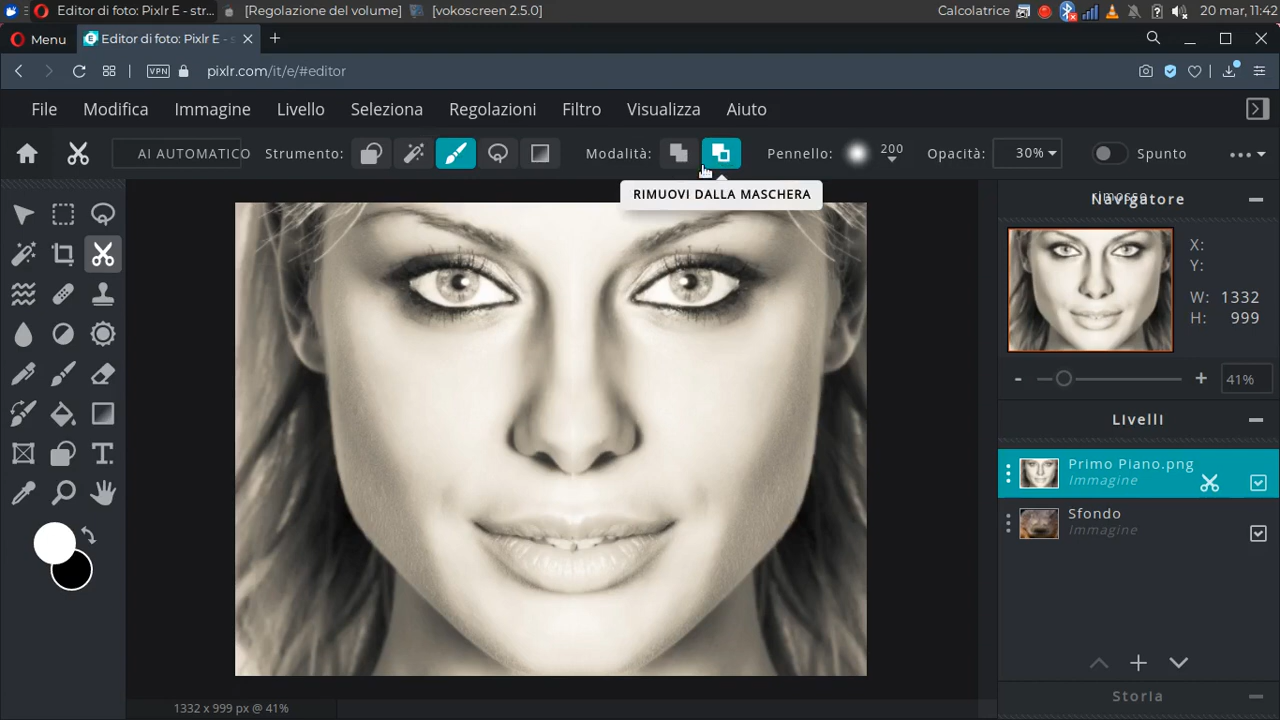 Editor di foto: Pixlr E - str... [Regolazione del volume] [vokoscreen 2.5.0] Calcolatrice 20 mar, 11:42
Menu Editor di foto: Pixlr E - s
VPN pixlr.com/it/e/#editor
File Modifica Immagine Livello Seleziona Regolazioni Filtro Visualizza Aiuto
AI AUTOMATICO Strumento: Modalità: Pennello: 200 Opacità: 30% Spunto
RIMUOVI DALLA MASCHERA
rimosso
Navigatore
X:
Y:
W: 1332
H: 999
- + 41%
Livelli
Primo Piano.png
Immagine
Sfondo
Immagine
T
1332 x 999 px @ 41%
Storia